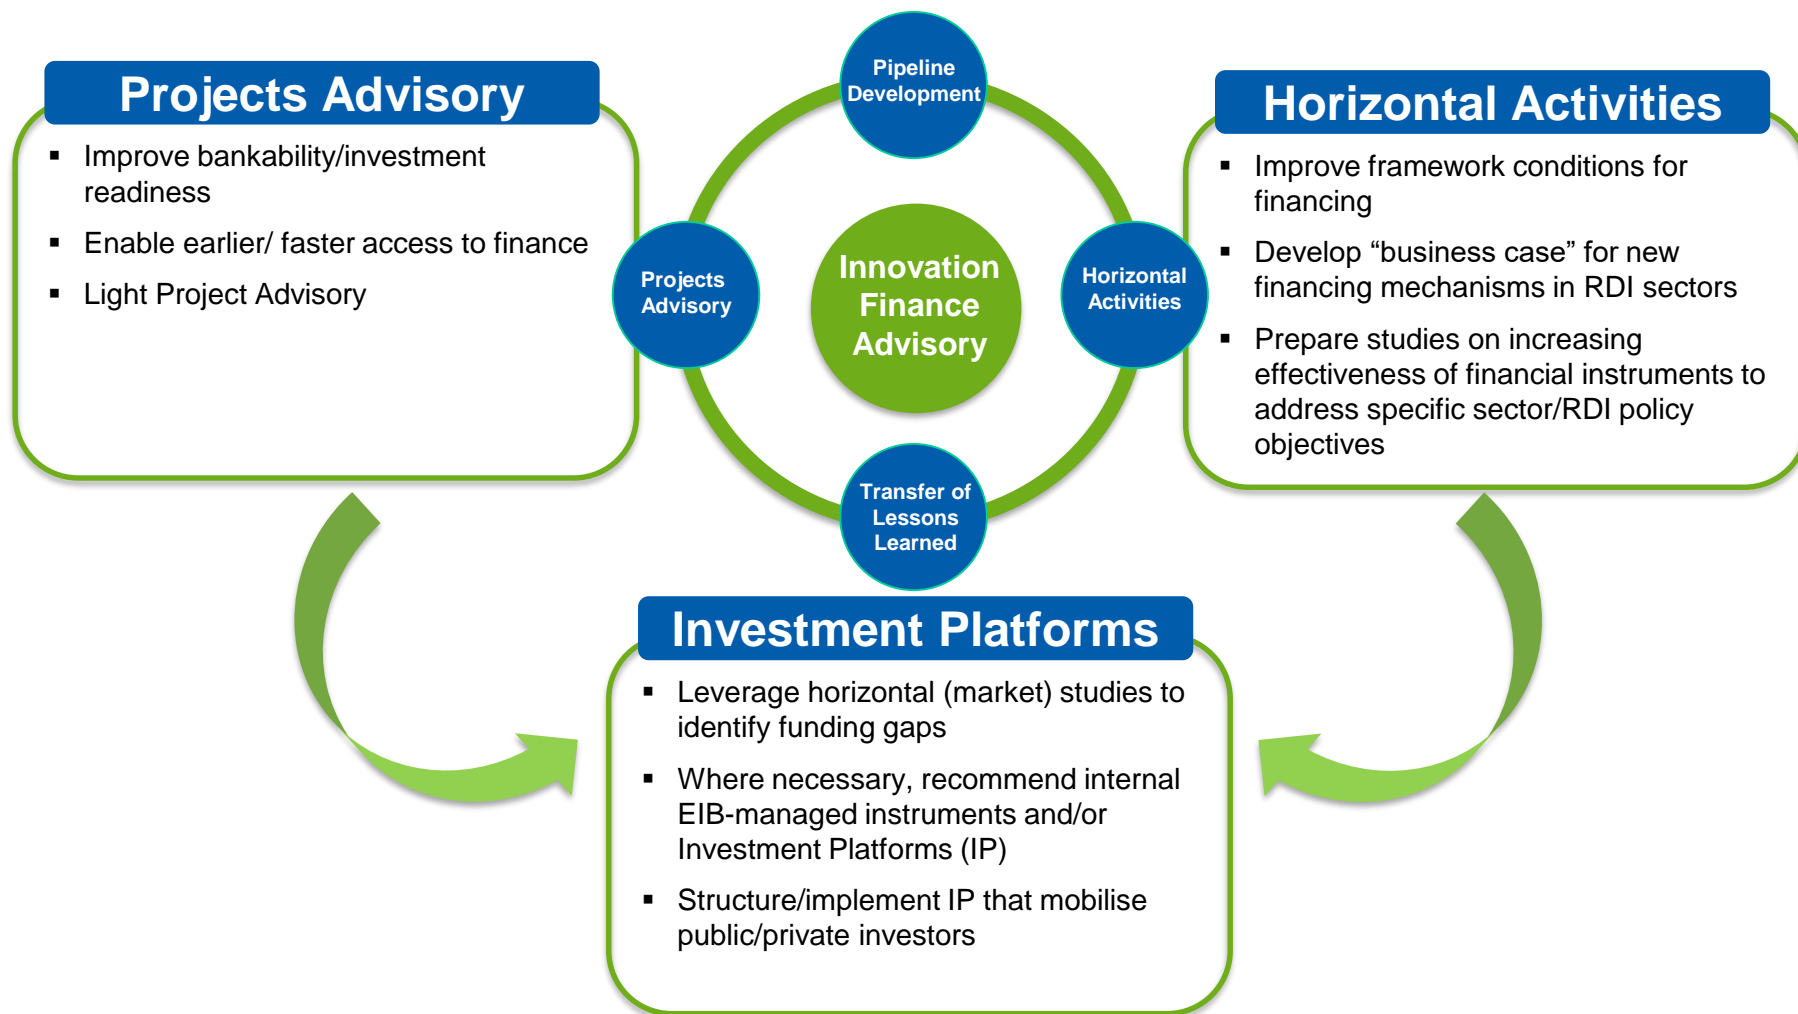 Projects Advisory
▪ Improve bankability/investment
readiness
▪ Enable earlier/ faster access to finance
▪ Light Project Advisory
Pipeline
Development
Projects
Advisory
Innovation
Finance
Advisory
Horizontal
Activities
Transfer of
Lessons
Learned
Horizontal Activities
▪ Improve framework conditions for
financing
▪ Develop “business case” for new
financing mechanisms in RDI sectors
▪ Prepare studies on increasing
effectiveness of financial instruments to
address specific sector/RDI policy
objectives
Investment Platforms
▪ Leverage horizontal (market) studies to
identify funding gaps
▪ Where necessary, recommend internal
EIB-managed instruments and/or
Investment Platforms (IP)
▪ Structure/implement IP that mobilise
public/private investors